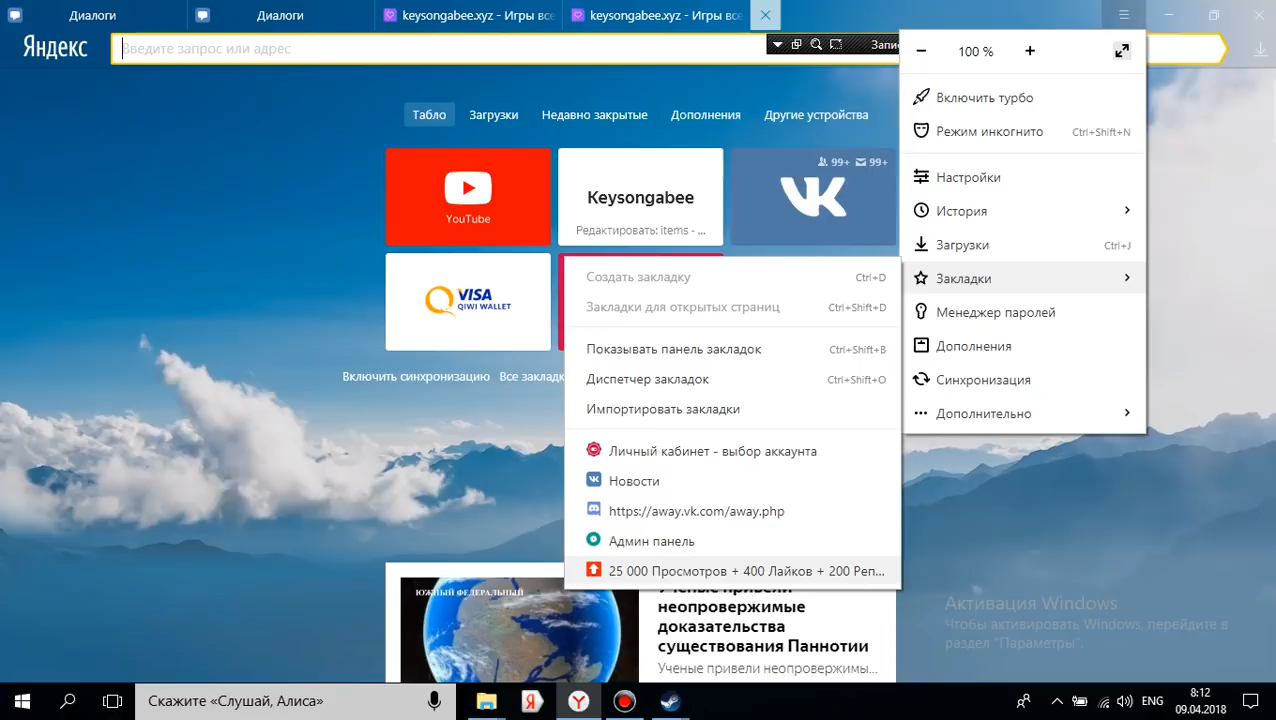 Диалоги
Диалоги
keysongabee.xyz - Игры все
keysongabee.xyz - Игры все
Яндекс
Введите запрос или адрес
Запи
100 %
Включить турбо
Режим инкогнито Ctrl+Shift+N
Настройки
История
Загрузки Ctrl+J
Закладки
Менеджер паролей
Дополнения
Синхронизация
Дополнительно
Табло
Загрузки
Недавно закрытые
Дополнения
Другие устройства
YouTube
Keysongabee
Редактировать: items - ...
99+ 99+
VISA
QIWI WALLET
Включить синхронизацию
Все заклад
Создать закладку Ctrl+D
Закладки для открытых страниц Ctrl+Shift+D
Показывать панель закладок Ctrl+Shift+B
Диспетчер закладок Ctrl+Shift+O
Импортировать закладки
Личный кабинет - выбор аккаунта
Новости
https://away.vk.com/away.php
Админ панель
25 000 Просмотров + 400 Лайков + 200 Реп...
ЮЖНЫЙ ФЕДЕРАЛЬНЫЙ
Ученые привели
неопровержимые
доказательства
существования Паннотии
Ученые привели неопровержимы...
Активация Windows
Чтобы активировать Windows, перейдите в
раздел "Параметры".
Скажите «Слушай, Алиса»
ENG
8:12
09.04.2018